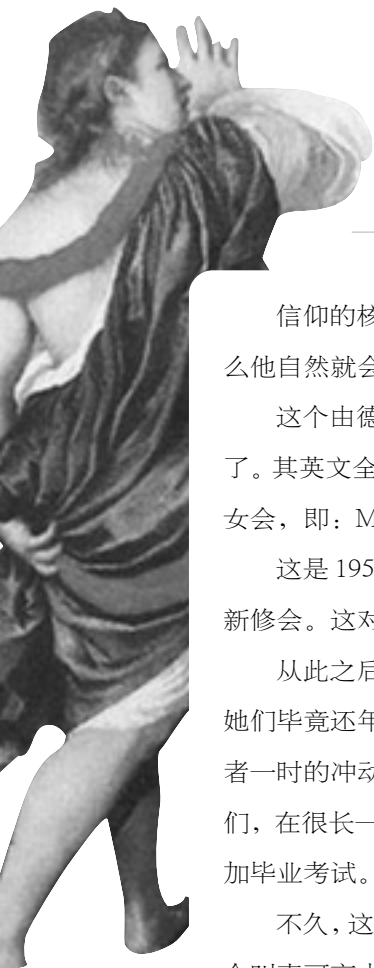 信仰的核
么他自然就会
这个由德
了。其英文全
女会，即：M
这是 195
新修会。这对
从此之后
她们毕竟还年
者一时的冲动
们，在很长一
加毕业考试。
不久，这